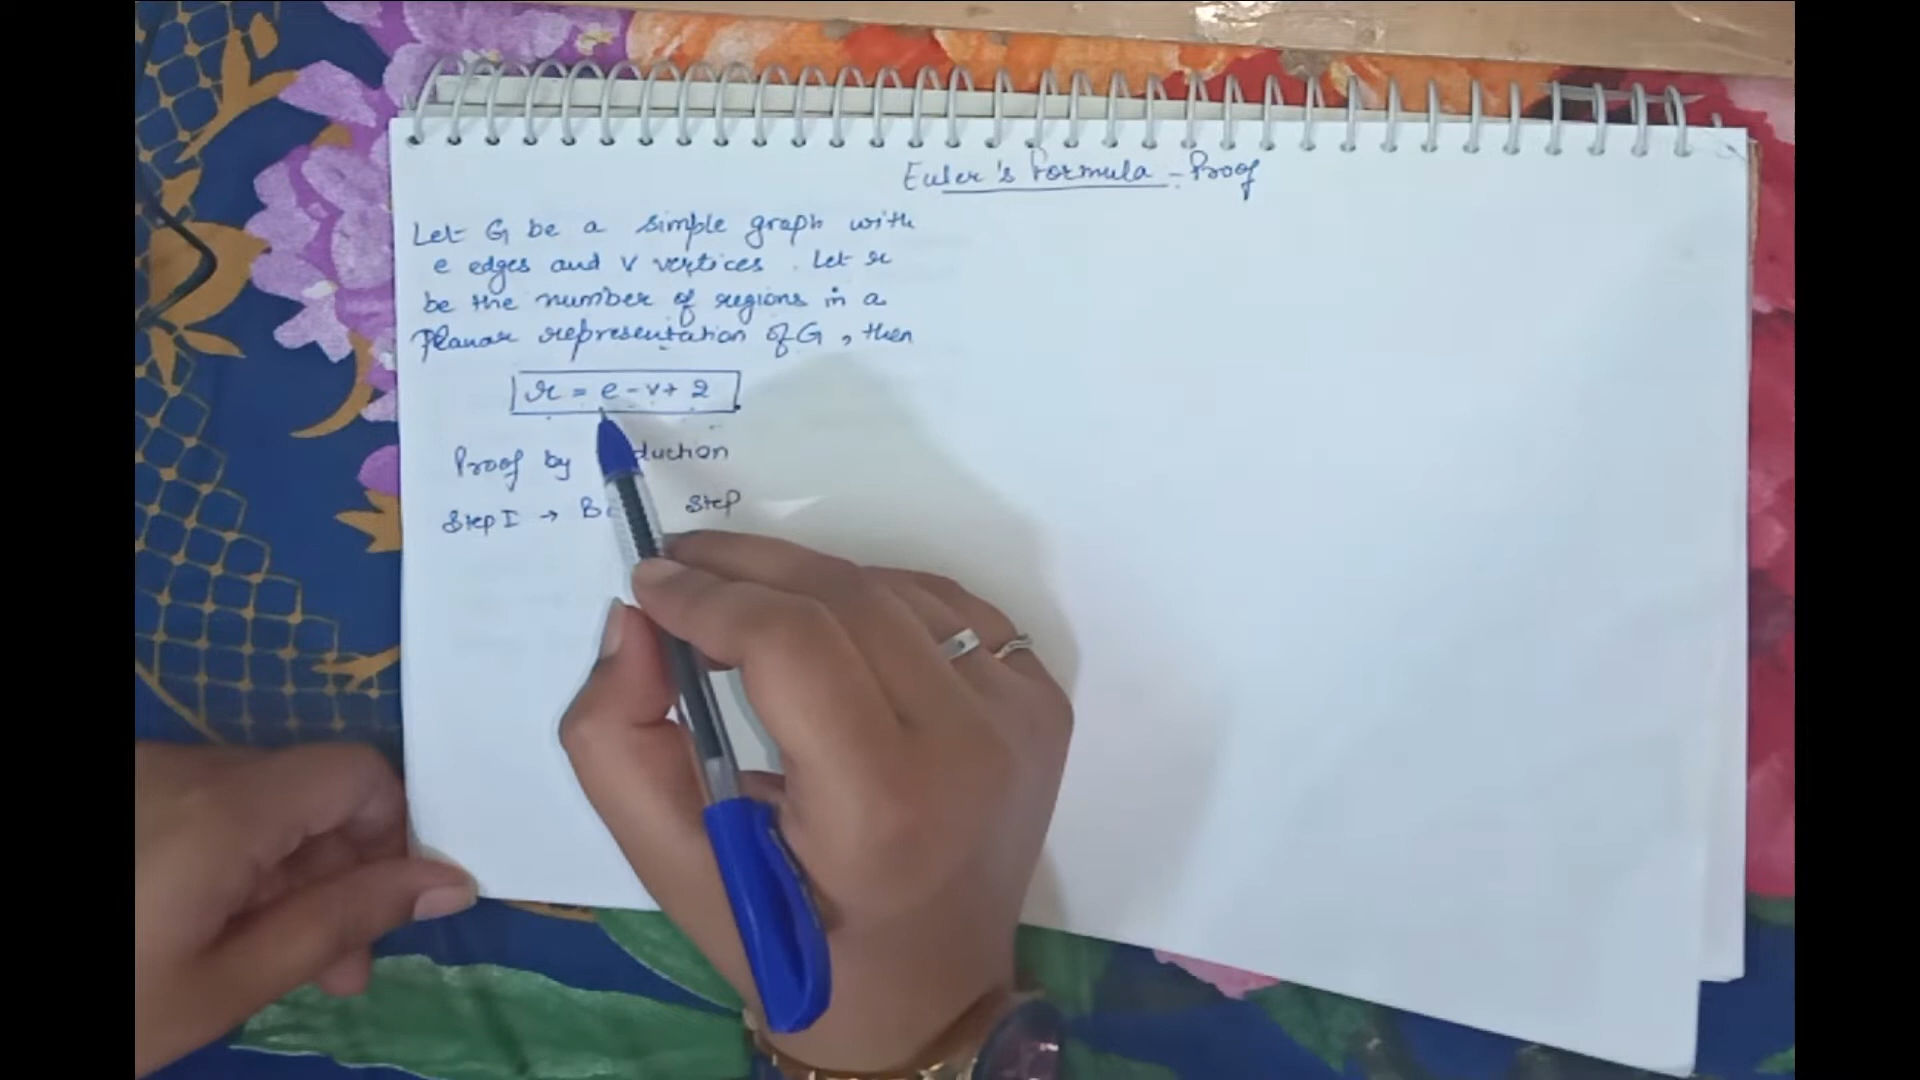 Euler's Formula - Proof
Let G be a simple graph with
e edges and v vertices. Let r
be the number of regions in a
Planar representation of G, then
r = e - v + 2
Proof by
Step I → step